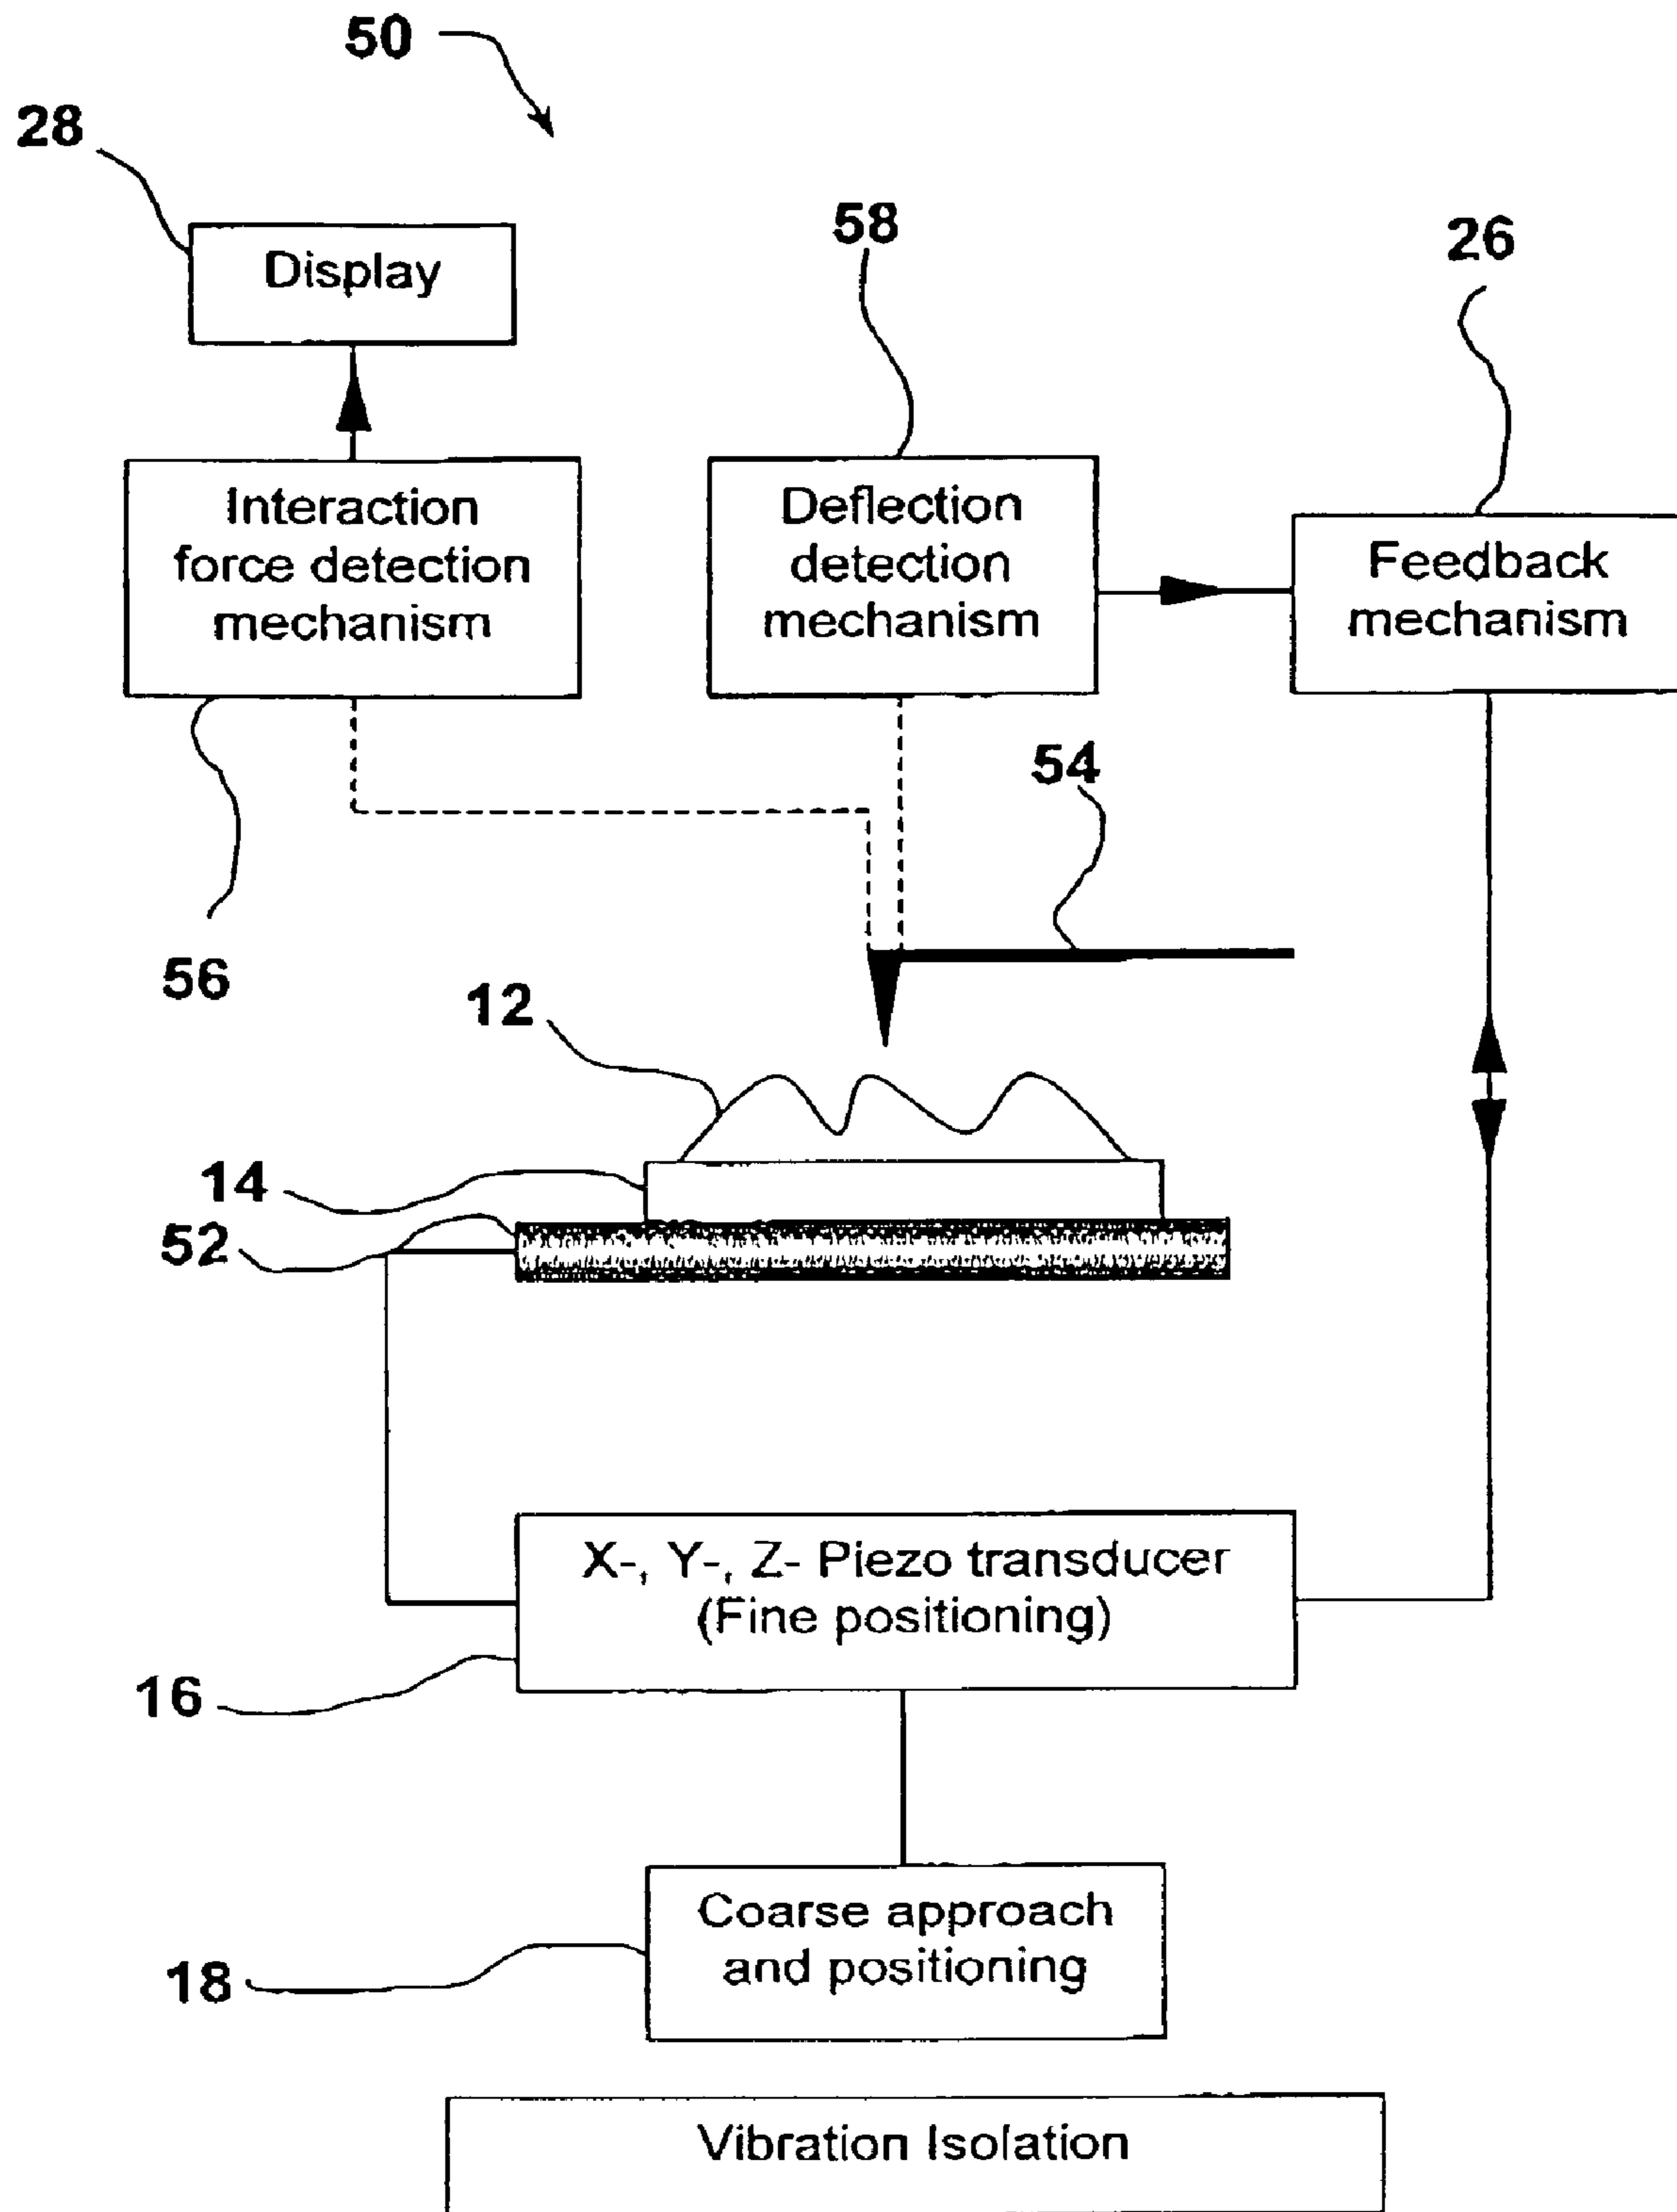 50
28
58
26
Display
Interaction
force detection
mechanism
Deflection
detection
mechanism
Feedback
mechanism
54
56
12
14
52
X-, Y-, Z- Piezo transducer
(Fine positioning)
16
Coarse approach
and positioning
18
Vibration Isolation